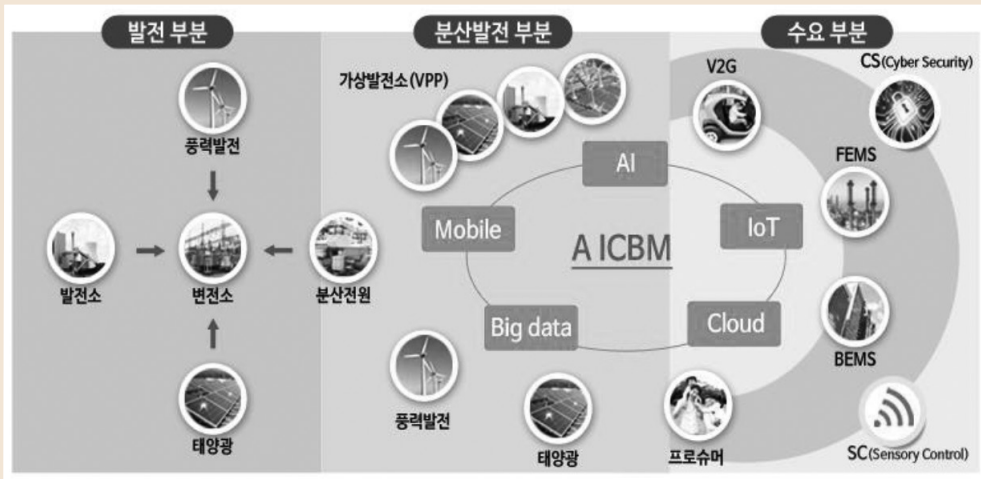 발전 부분
분산발전 부분
수요 부분
풍력발전
발전소
변전소
분산전원
태양광
가상발전소(VPP)
AI
Mobile
IoT
A ICBM
Big data
Cloud
풍력발전
태양광
V2G
CS(Cyber Security)
FEMS
BEMS
프로슈머
SC(Sensory Control)